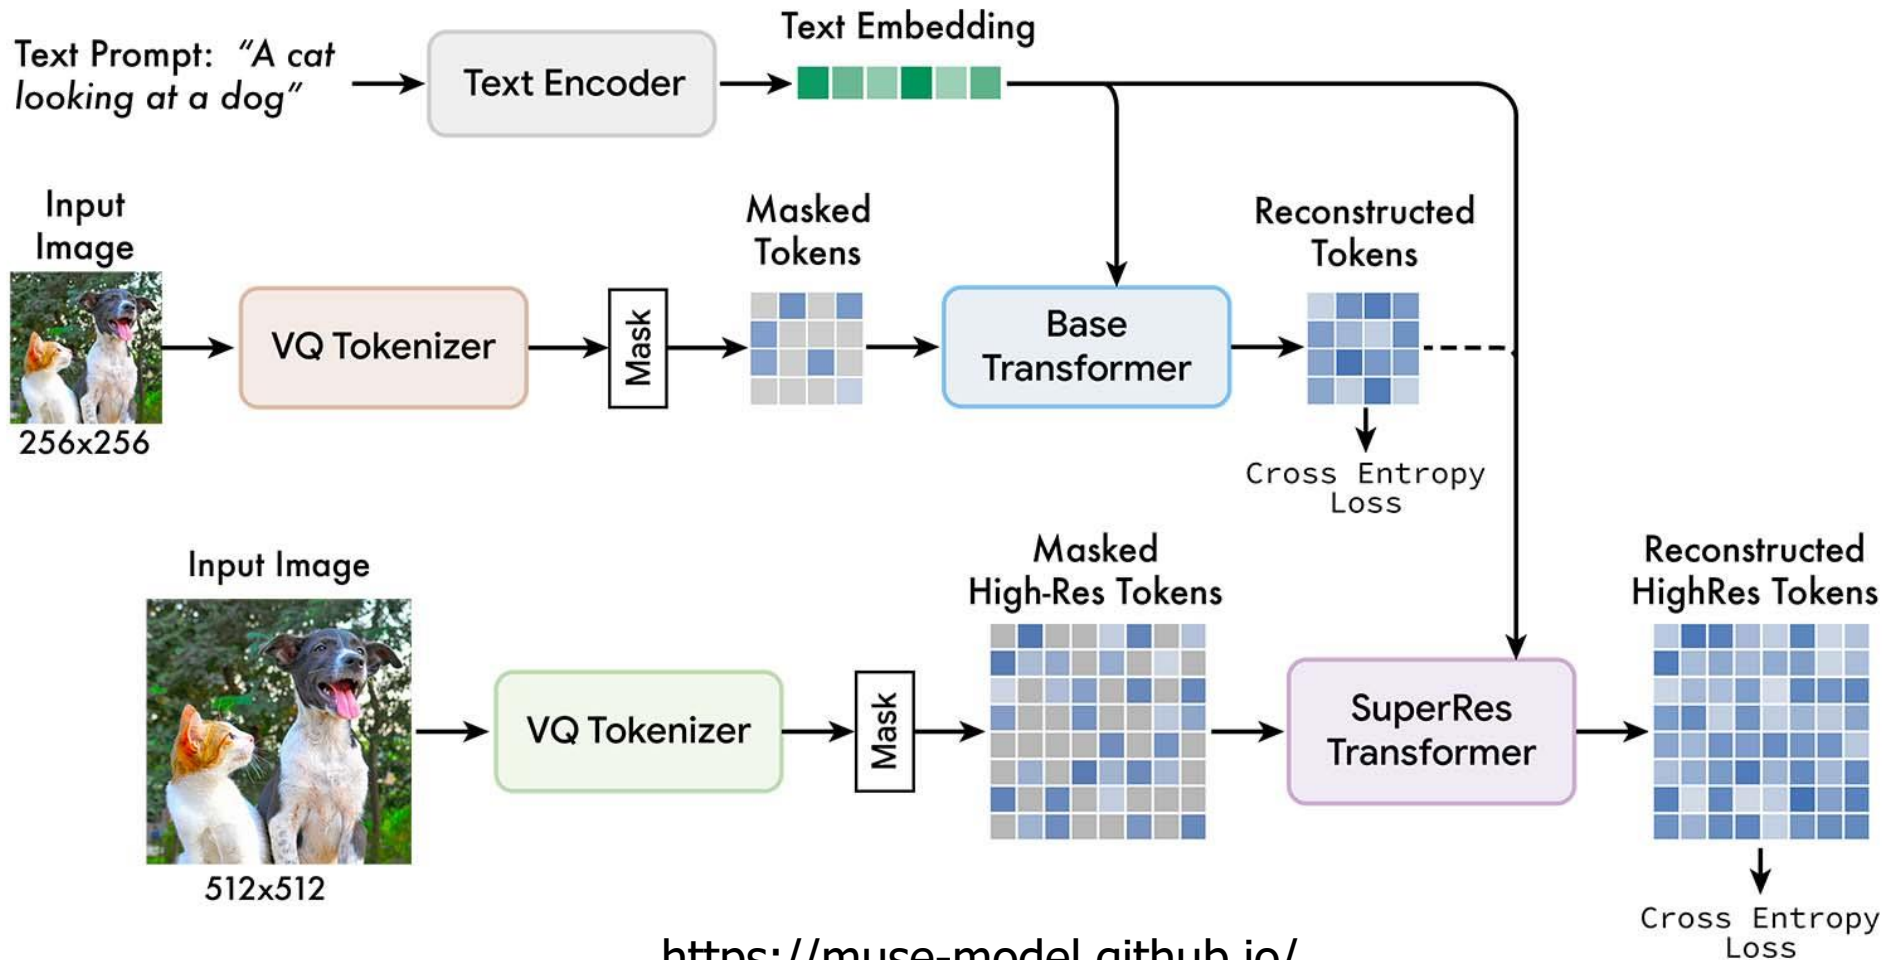 Text Prompt: “A cat
looking at a dog”
Text Encoder
Text Embedding
Input
Image
256x256
VQ Tokenizer
Mask
Masked
Tokens
Base
Transformer
Reconstructed
Tokens
Cross Entropy
Loss
Input Image
512x512
VQ Tokenizer
Mask
Masked
High-Res Tokens
SuperRes
Transformer
Reconstructed
HighRes Tokens
Cross Entropy
Loss
https://muse-model.github.io/